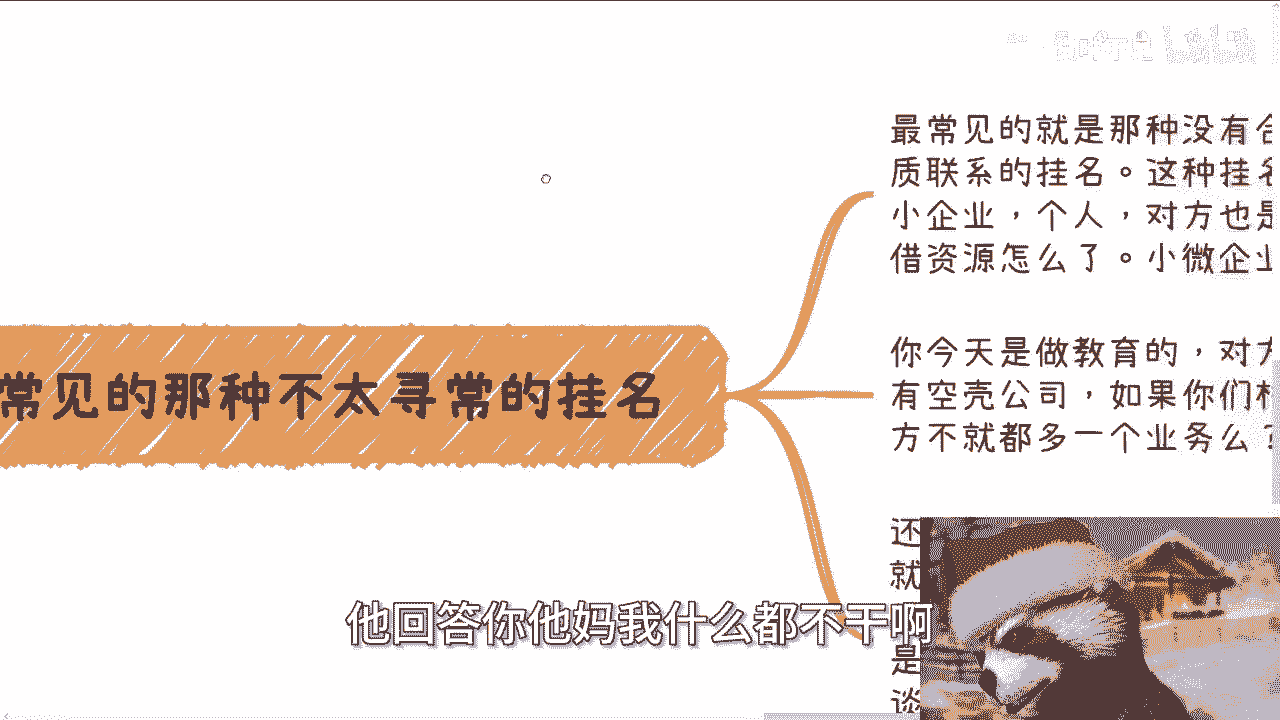 最常见的就是那种没有合
质联系的挂名。这种挂名
小企业，个人，对方也是
借资源怎么了。小微企业
常见的那种不太寻常的挂名
你今天是做教育的，对方
有空壳公司，如果你们
方不就都多一个业务么？
还
就
他回答你他妈我什么都不干啊
是
谈